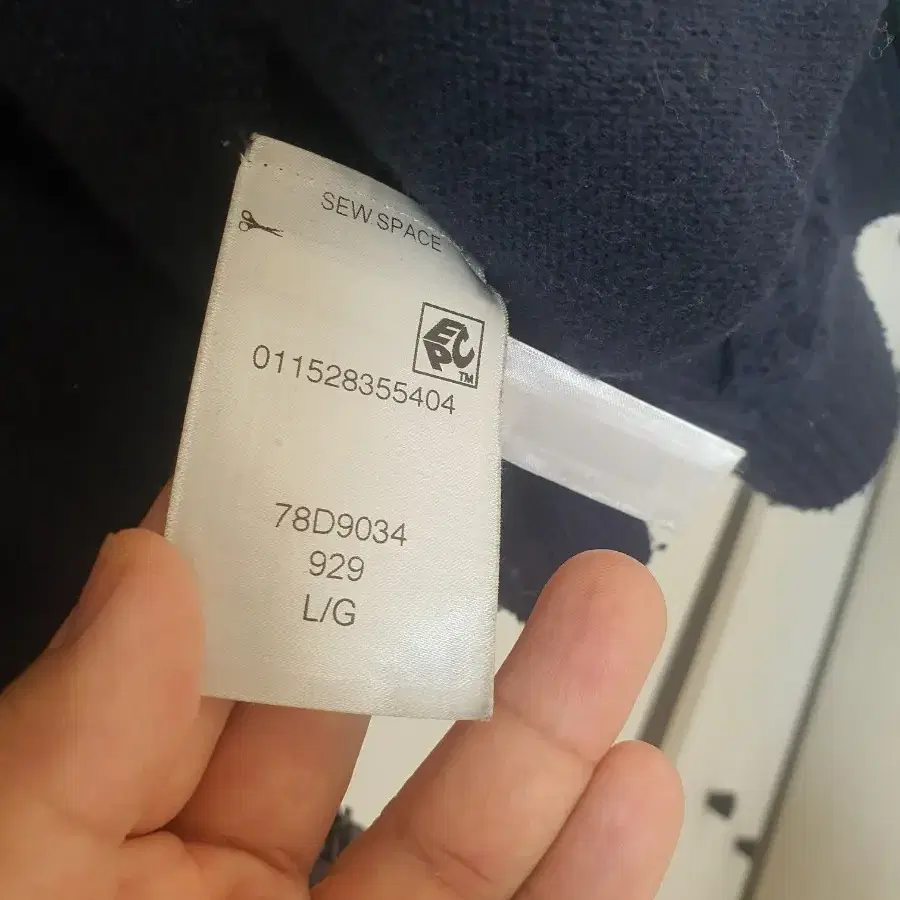 SEW SPACE
EPC
TM
011528355404
78D9034
929
L/G